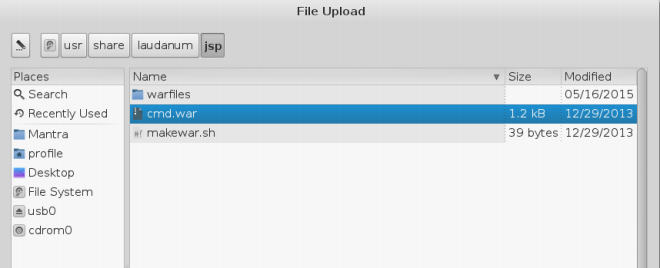 File Upload
usr share laudanum jsp
Places
Search
Recently Used
Mantra
profile
Desktop
File System
usb0
cdrom0
Name Size Modified
warfiles 05/16/2015
cmd.war 1.2 kB 12/29/2013
makewar.sh 39 bytes 12/29/2013